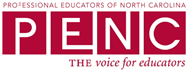 PROFESSIONAL EDUCATORS OF NORTH CAROLINA
PENC
THE voice for educators